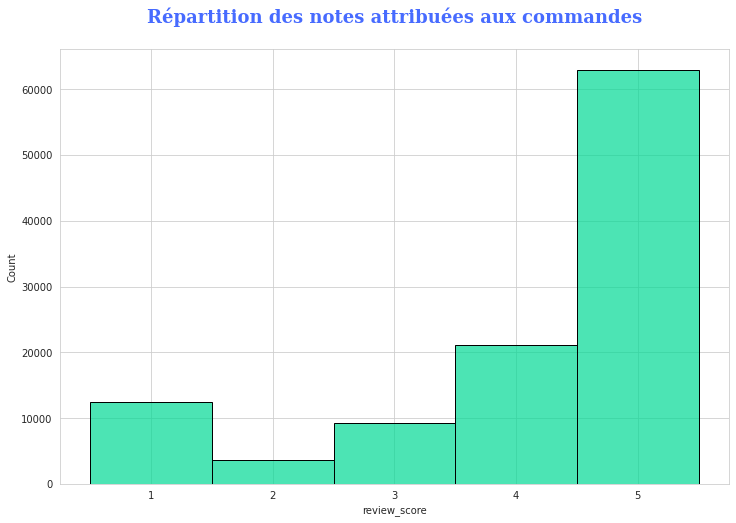 Répartition des notes attribuées aux commandes
60000
50000
40000
30000
20000
10000
0
Count
1 2 3 4 5
review_score